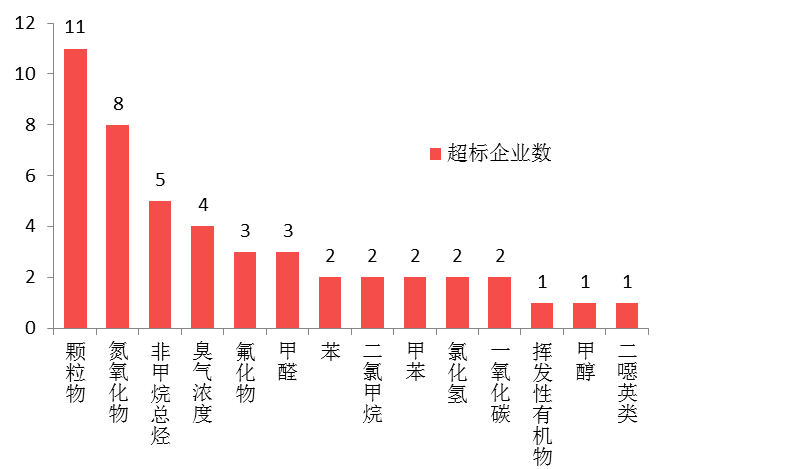 12
10
8
6
4
2
0
11
8
5
4
3
3
2
2
2
2
2
1
1
1
超标企业数
颗粒物
氮氧化物
非甲烷总烃
臭气浓度
氟化物
甲醛
苯
二氯甲烷
甲苯
氯化氢
一氧化碳
挥发性有机物
甲醇
二噁英类